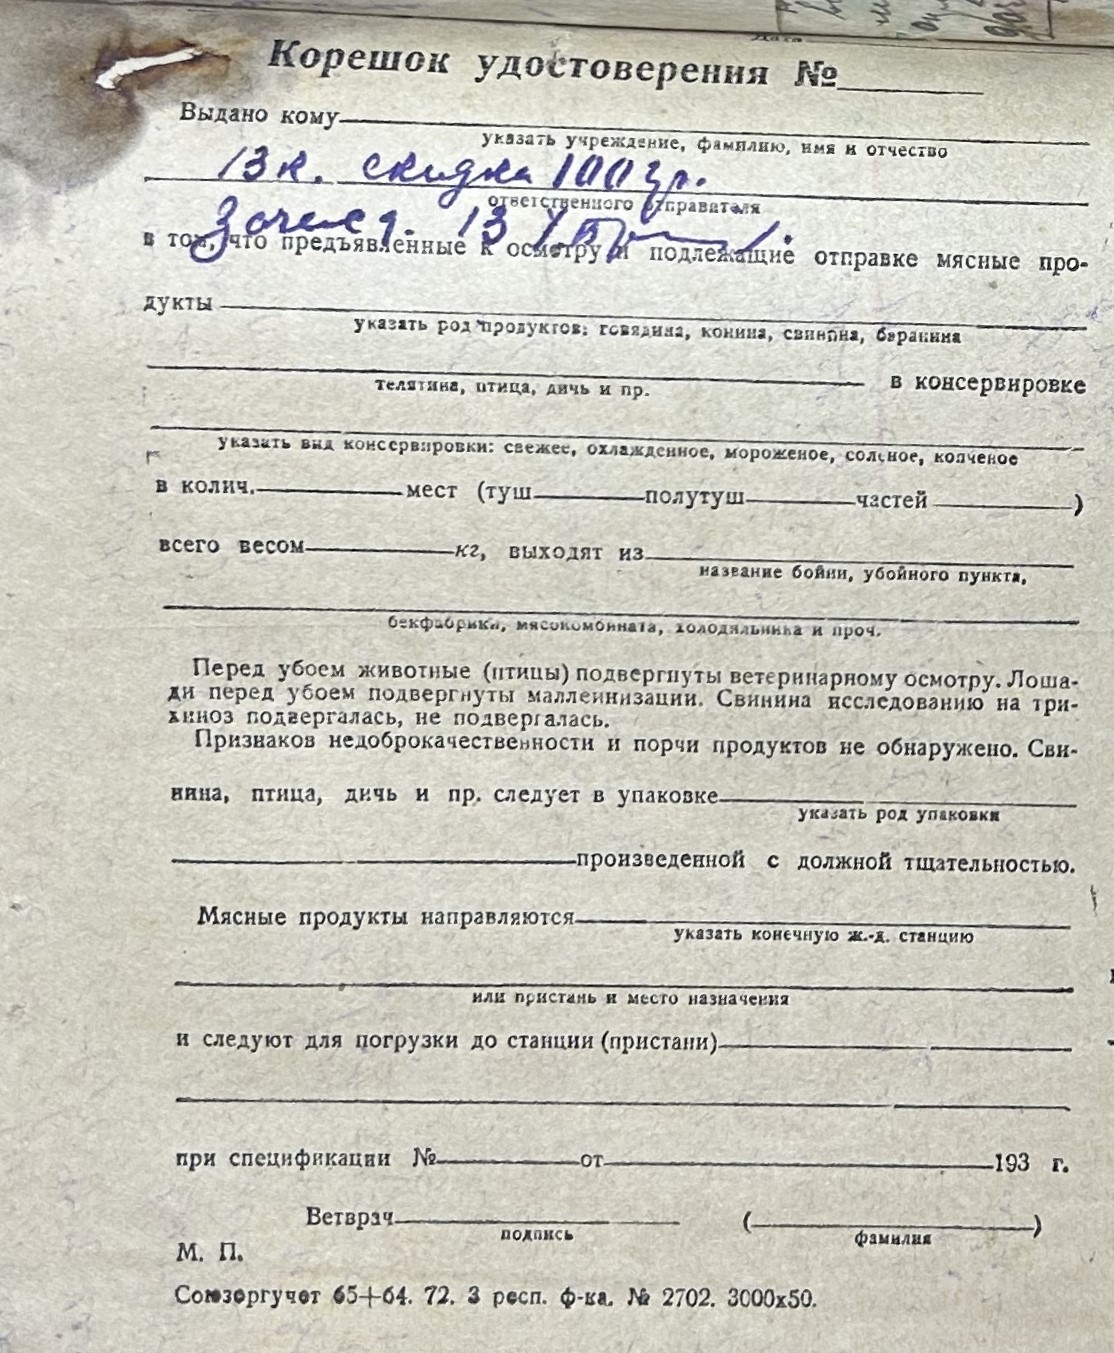 Корешок удостоверения №
Выдано кому
указать учреждение, фамилию, имя и отчество
13 к. скидка 100 гр.
ответственного отправителя
13
в том, что предъявленные к осмотру и подлежащие отправке мясные про-
дукты
указать род продуктов: говядина, конина, свинина, баранина
телятина, птица, дичь и пр. в консервировке
указать вид консервировки: свежее, охлажденное, мороженое, соленое, копченое
в колич. мест (туш полутуш частей )
всего весом кг, выходят из
название бойни, убойного пункта,
бекфабрики, мясокомбината, холодильника и проч.
Перед убоем животные (птицы) подвергнуты ветеринарному осмотру. Лоша-
ди перед убоем подвергнуты маллеинизации. Свинина исследованию на три-
хиноз подвергалась, не подвергалась.
Признаков недоброкачественности и порчи продуктов не обнаружено. Сви-
нина, птица, дичь и пр. следует в упаковке
указать род упаковки
произведенной с должной тщательностью.
Мясные продукты направляются
указать конечную ж.-д. станцию
или пристань и место назначения
и следуют для погрузки до станции (пристани)
при спецификации № от 193 г.
Ветврач ( )
подпись фамилия
М. П.
Союзоргучет 65+64. 72. 3 респ. ф-ка. № 2702. 3000х50.